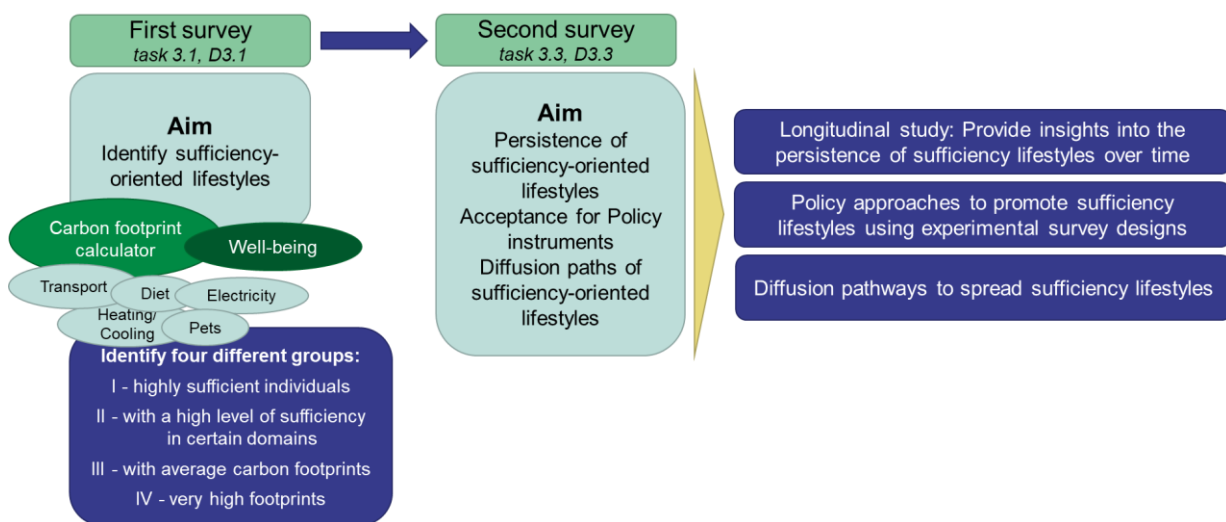 First survey
task 3.1, D3.1
Aim
Identify sufficiency-
oriented lifestyles
Carbon footprint
calculator
Well-being
Transport
Diet
Electricity
Heating/
Cooling
Pets
Identify four different groups:
I - highly sufficient individuals
II - with a high level of sufficiency
in certain domains
III - with average carbon footprints
IV - very high footprints
Second survey
task 3.3, D3.3
Aim
Persistence of
sufficiency-oriented
lifestyles
Acceptance for Policy
instruments
Diffusion paths of
sufficiency-oriented
lifestyles
Longitudinal study: Provide insights into the
persistence of sufficiency lifestyles over time
Policy approaches to promote sufficiency
lifestyles using experimental survey designs
Diffusion pathways to spread sufficiency lifestyles